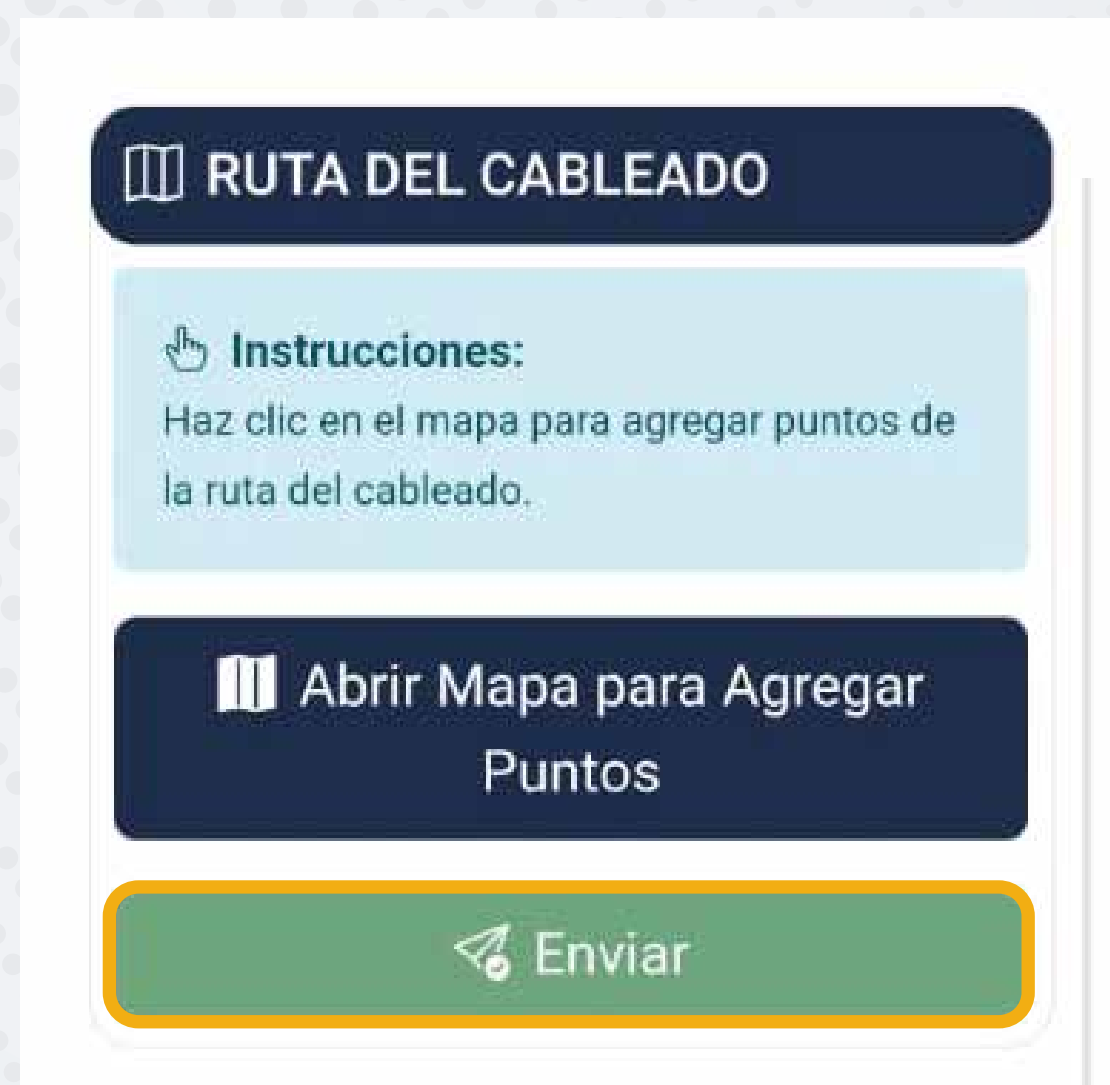 RUTA DEL CABLEADO
Instrucciones:
Haz clic en el mapa para agregar puntos de
la ruta del cableado.
Abrir Mapa para Agregar
Puntos
Enviar